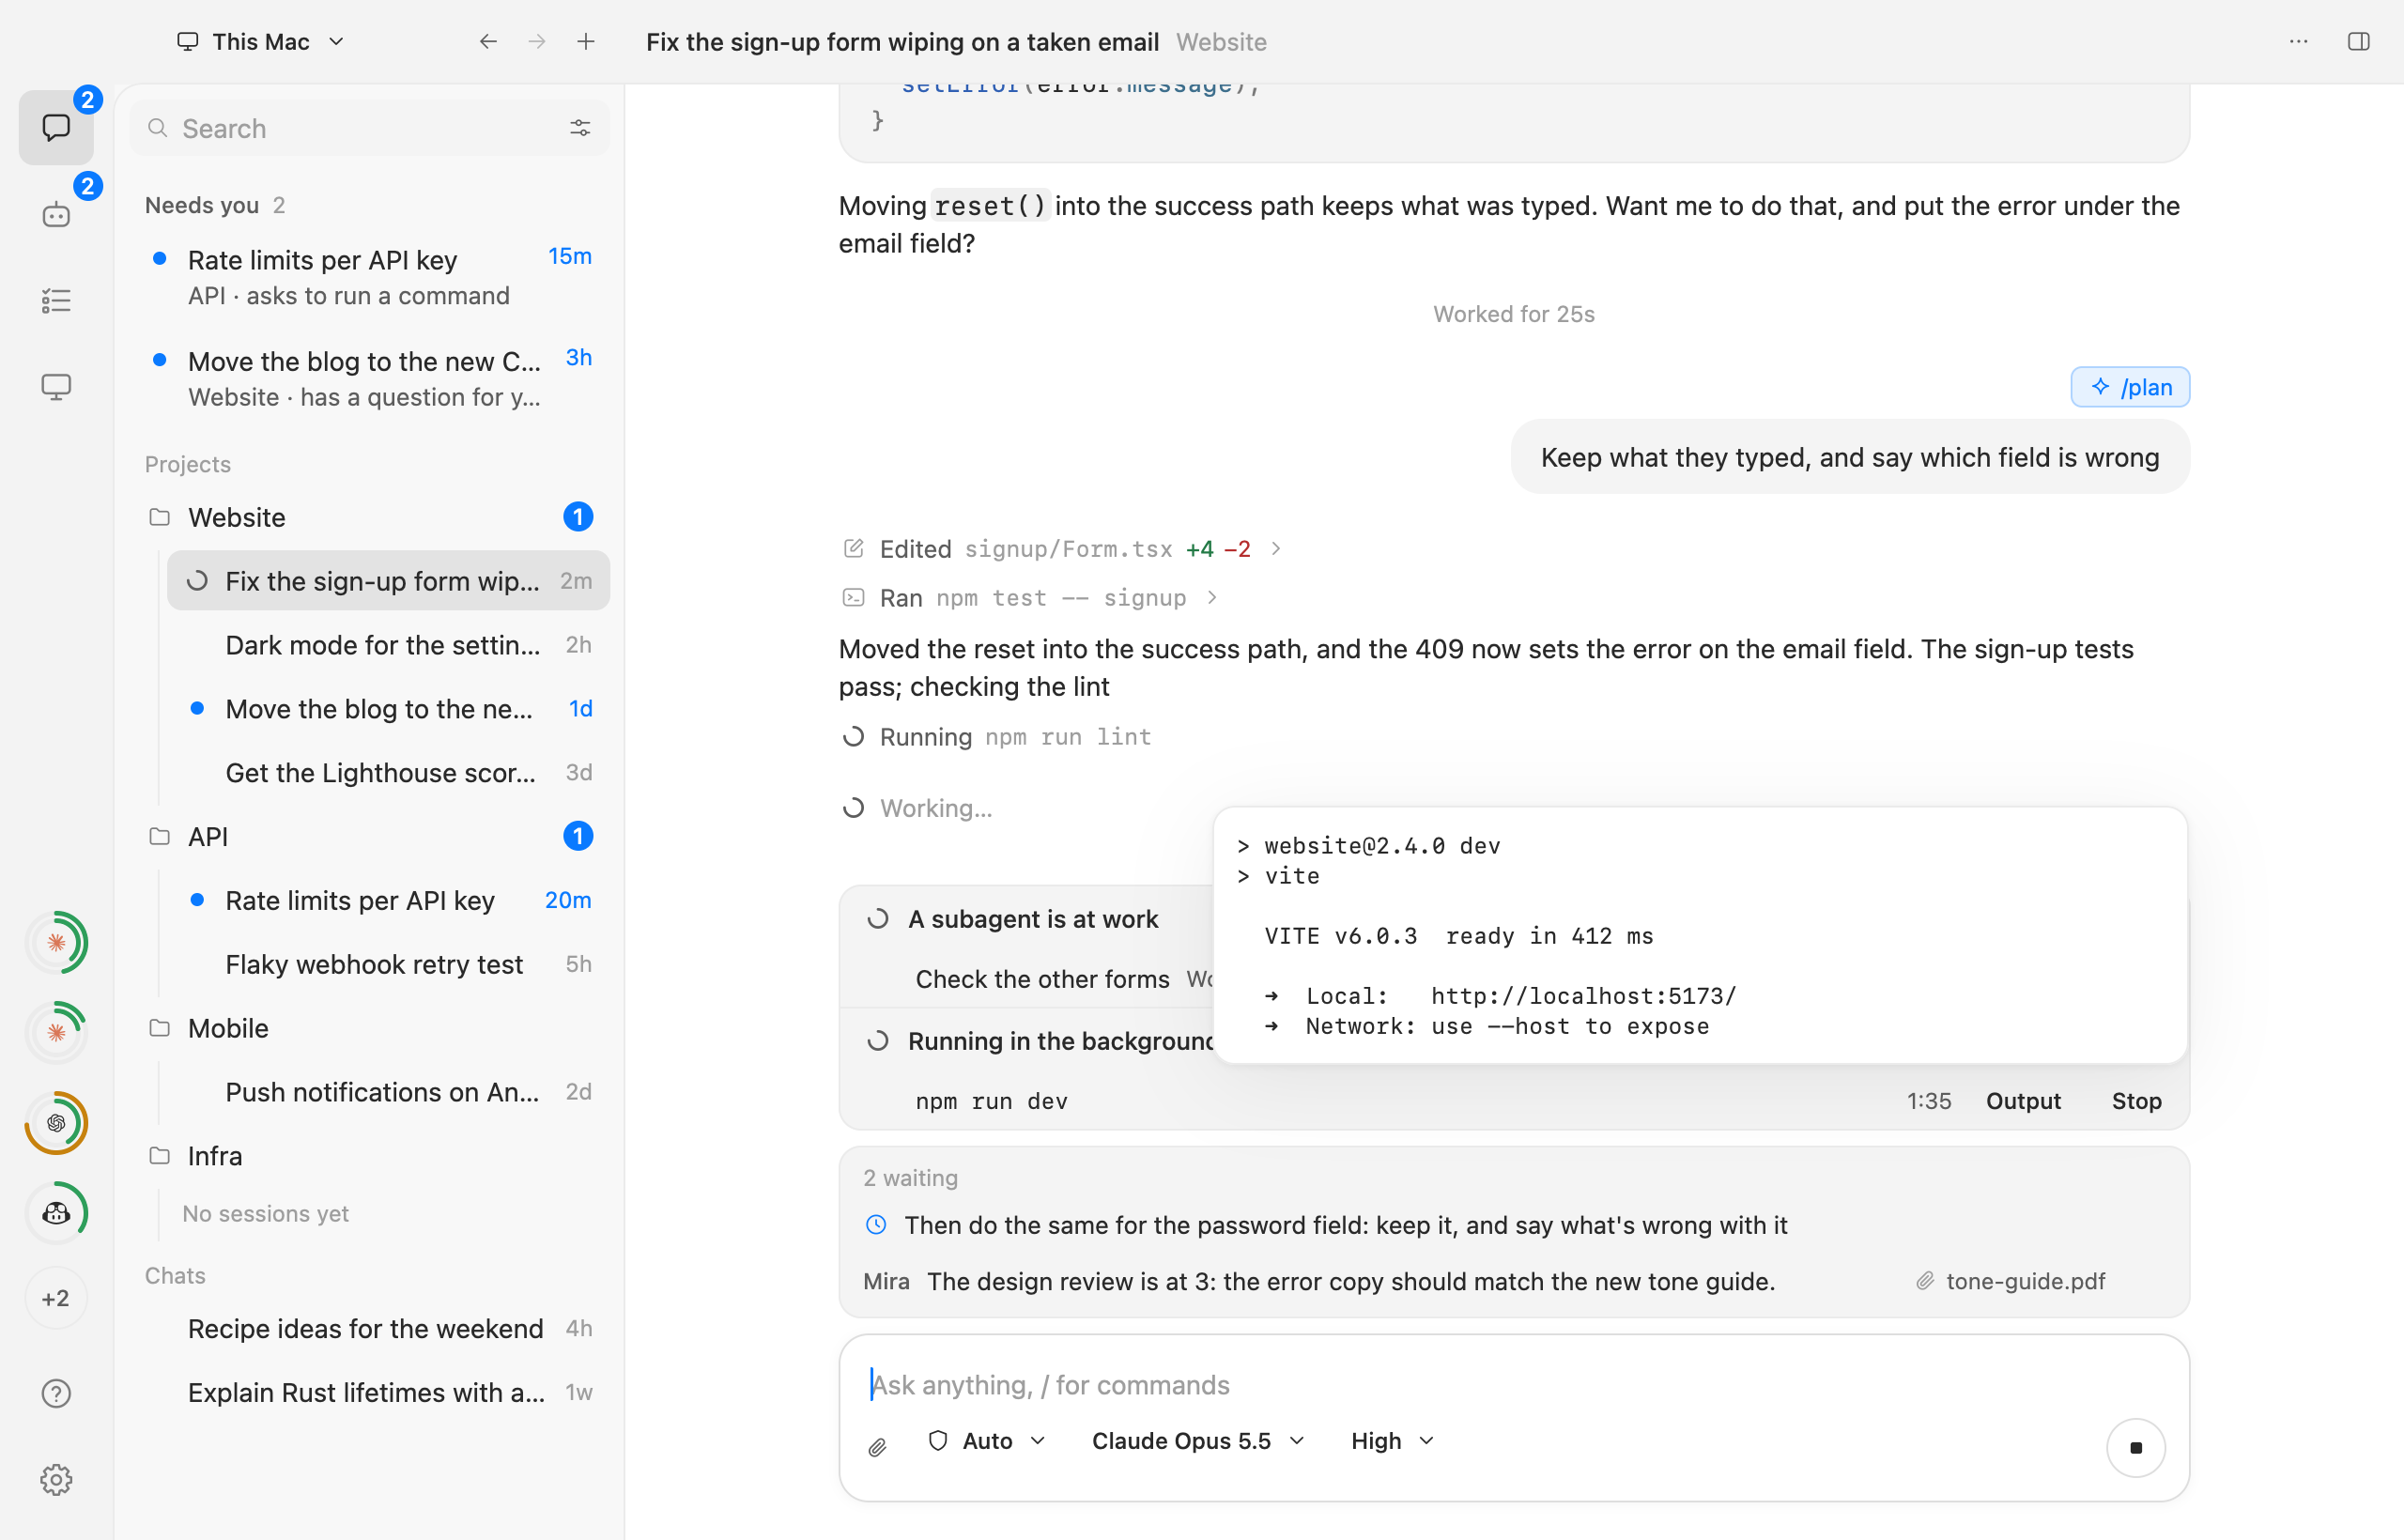 This Mac
Fix the sign-up form wiping on a taken email Website
2
Search
2
Needs you 2
Rate limits per API key 15m
API · asks to run a command
Move the blog to the new C... 3h
Website · has a question for y...
Projects
Website 1
Fix the sign-up form wip... 2m
Dark mode for the settin... 2h
Move the blog to the ne... 1d
Get the Lighthouse scor... 3d
API 1
Rate limits per API key 20m
Flaky webhook retry test 5h
Mobile
Push notifications on An... 2d
Infra
No sessions yet
Chats
Recipe ideas for the weekend 4h
Explain Rust lifetimes with a... 1w
+2
setError(error.message);
}
Moving reset() into the success path keeps what was typed. Want me to do that, and put the error under the
email field?
Worked for 25s
/plan
Keep what they typed, and say which field is wrong
Edited signup/Form.tsx +4 −2
Ran npm test -- signup
Moved the reset into the success path, and the 409 now sets the error on the email field. The sign-up tests
pass; checking the lint
Running npm run lint
Working...
> website@2.4.0 dev
> vite
VITE v6.0.3 ready in 412 ms
➜ Local: http://localhost:5173/
➜ Network: use --host to expose
A subagent is at work
Check the other forms
Running in the background
npm run dev 1:35 Output Stop
2 waiting
Then do the same for the password field: keep it, and say what's wrong with it
Mira The design review is at 3: the error copy should match the new tone guide. tone-guide.pdf
Ask anything, / for commands
Auto Claude Opus 5.5 High